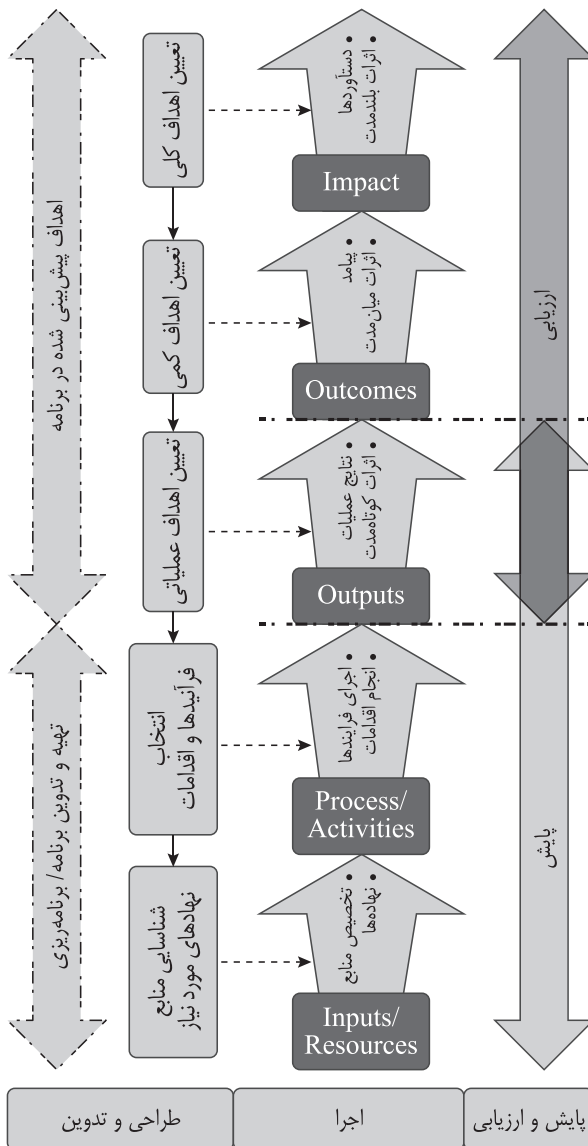 اهداف پیش‌بینی شده در برنامه
تهیه و تدوین برنامه/ برنامه‌ریزی
تعیین اهداف کلی
تعیین اهداف کمی
تعیین اهداف عملیاتی
انتخاب
فرآنیدها و اقدامات
شناسایی منابع
نهادهای مورد نیاز
• دستآوردها
• اثرات بلندمدت
Impact
• پیامد
• اثرات میان‌مدت
Outcomes
• نتایج عملیات
• اثرات کوتاه‌مدت
Outputs
• اجرای فرایندها
• انجام اقدامات
Process/
Activities
• تخصیص منابع
• نهاده‌ها
Inputs/
Resources
ارزیابی
پایش
طراحی و تدوین
اجرا
پایش و ارزیابی